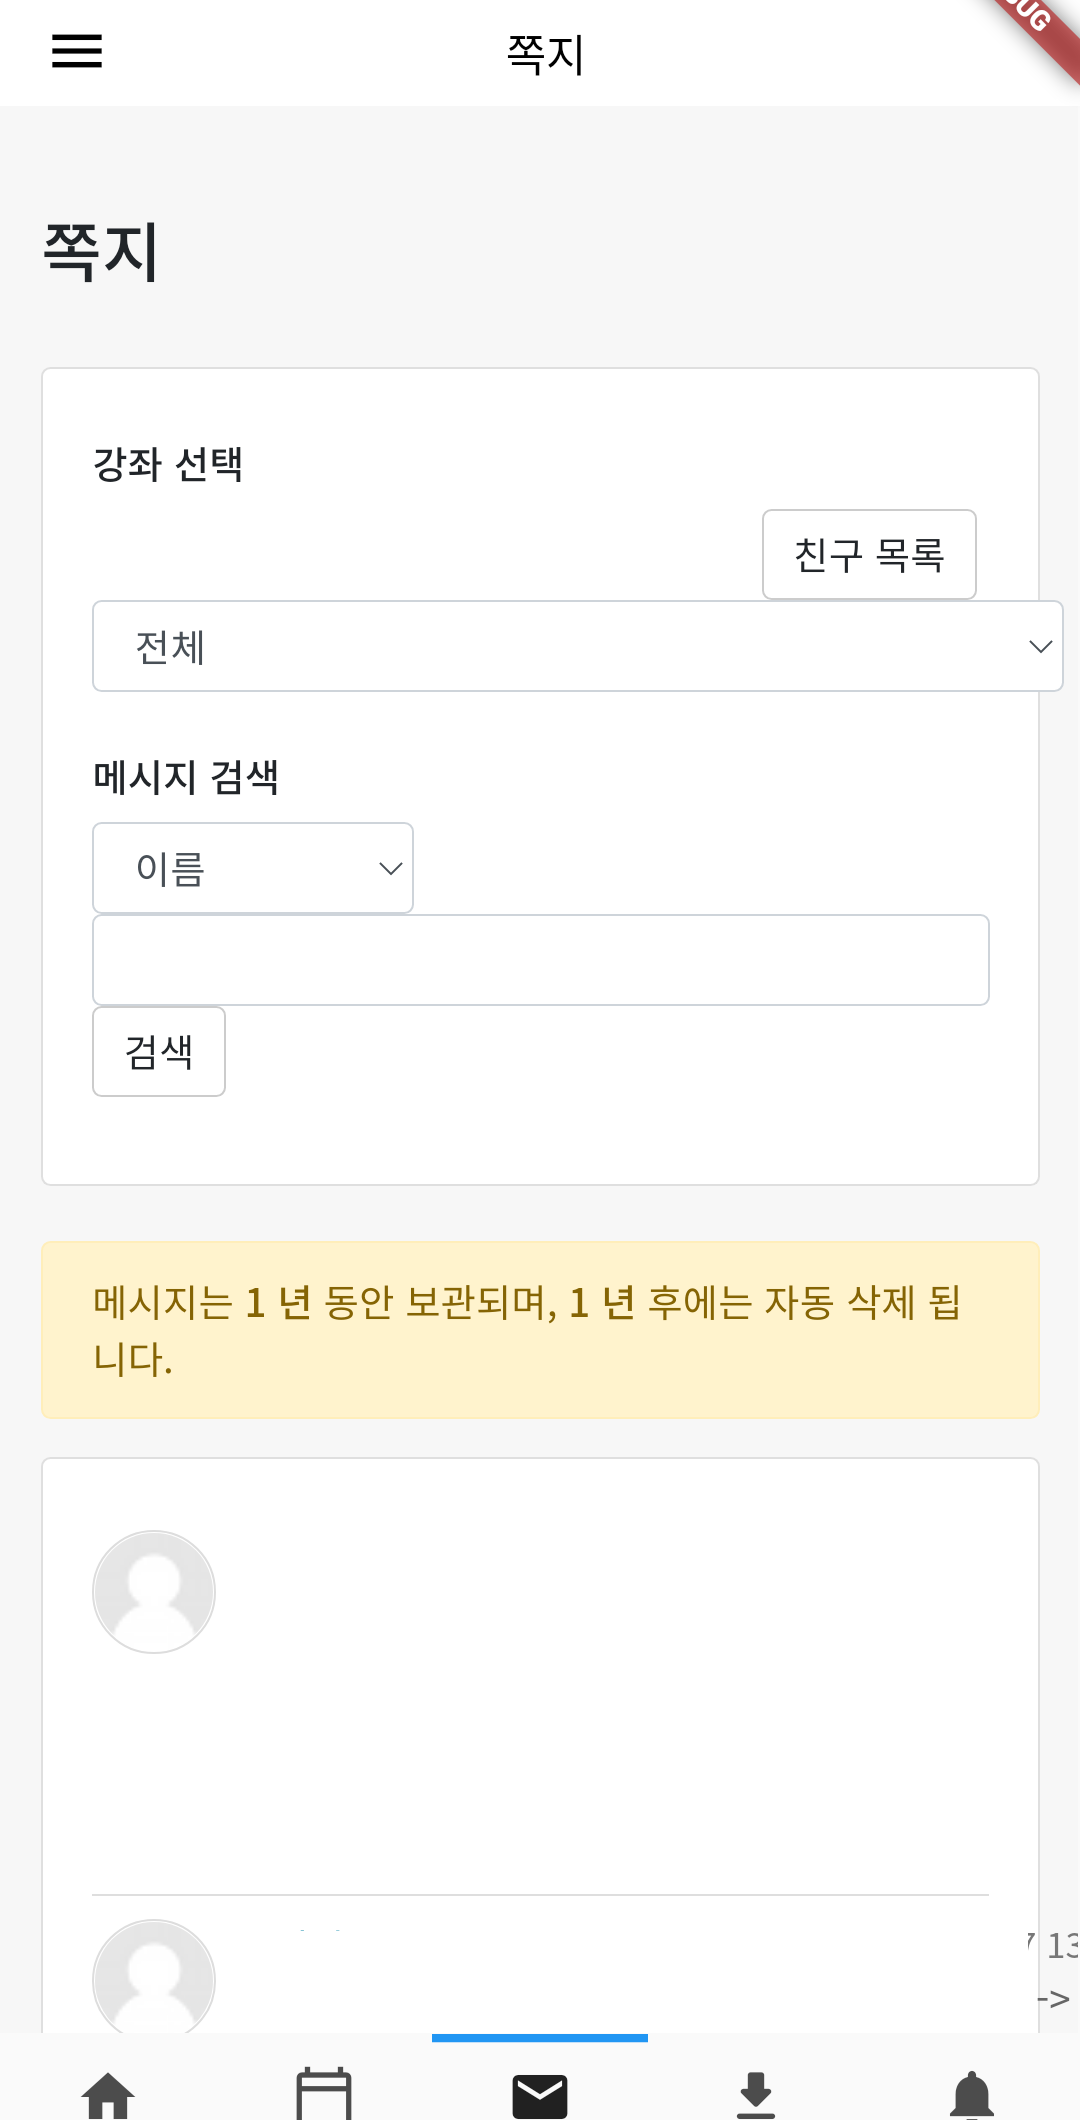 쪽지
쪽지
강좌 선택
친구 목록
전체
메시지 검색
이름
검색
메시지는 1 년 동안 보관되며, 1 년 후에는 자동 삭제 됩
니다.
13
->